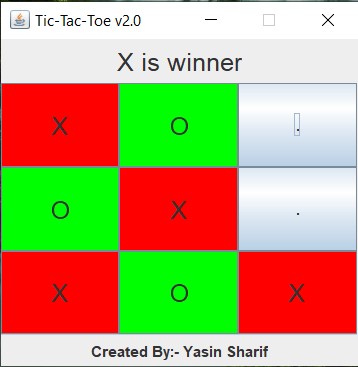 Tic-Tac-Toe v2.0
X is winner
X O .
O X .
X O X
Created By:- Yasin Sharif